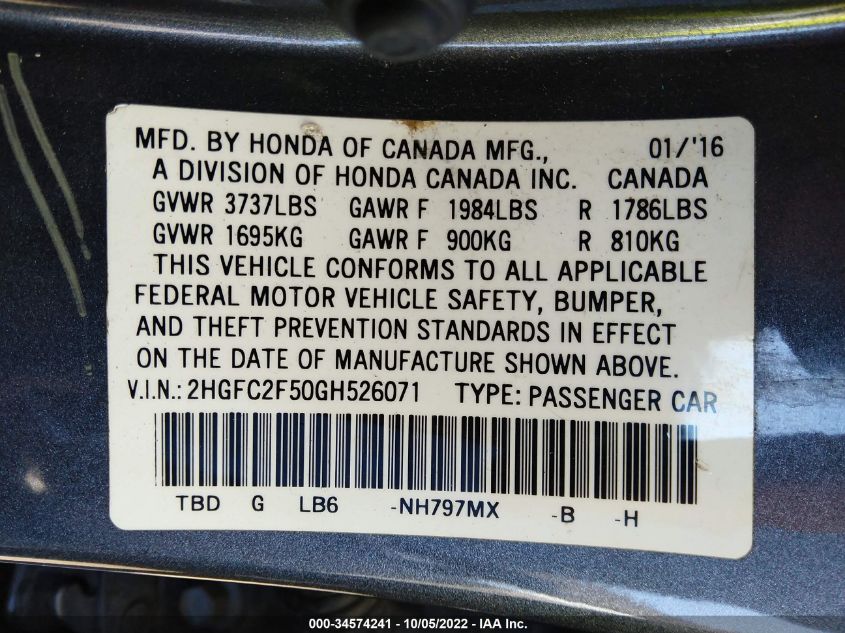 MFD. BY HONDA OF CANADA MFG., 01/'16
A DIVISION OF HONDA CANADA INC. CANADA
GVWR 3737LBS GAWR F 1984LBS R 1786LBS
GVWR 1695KG GAWR F 900KG R 810KG
THIS VEHICLE CONFORMS TO ALL APPLICABLE
FEDERAL MOTOR VEHICLE SAFETY, BUMPER,
AND THEFT PREVENTION STANDARDS IN EFFECT
ON THE DATE OF MANUFACTURE SHOWN ABOVE.
V.I.N.: 2HGFC2F50GH526071 TYPE: PASSENGER CAR
TBD G LB6 -NH797MX -B -H
000-34574241 - 10/05/2022 - IAA Inc.